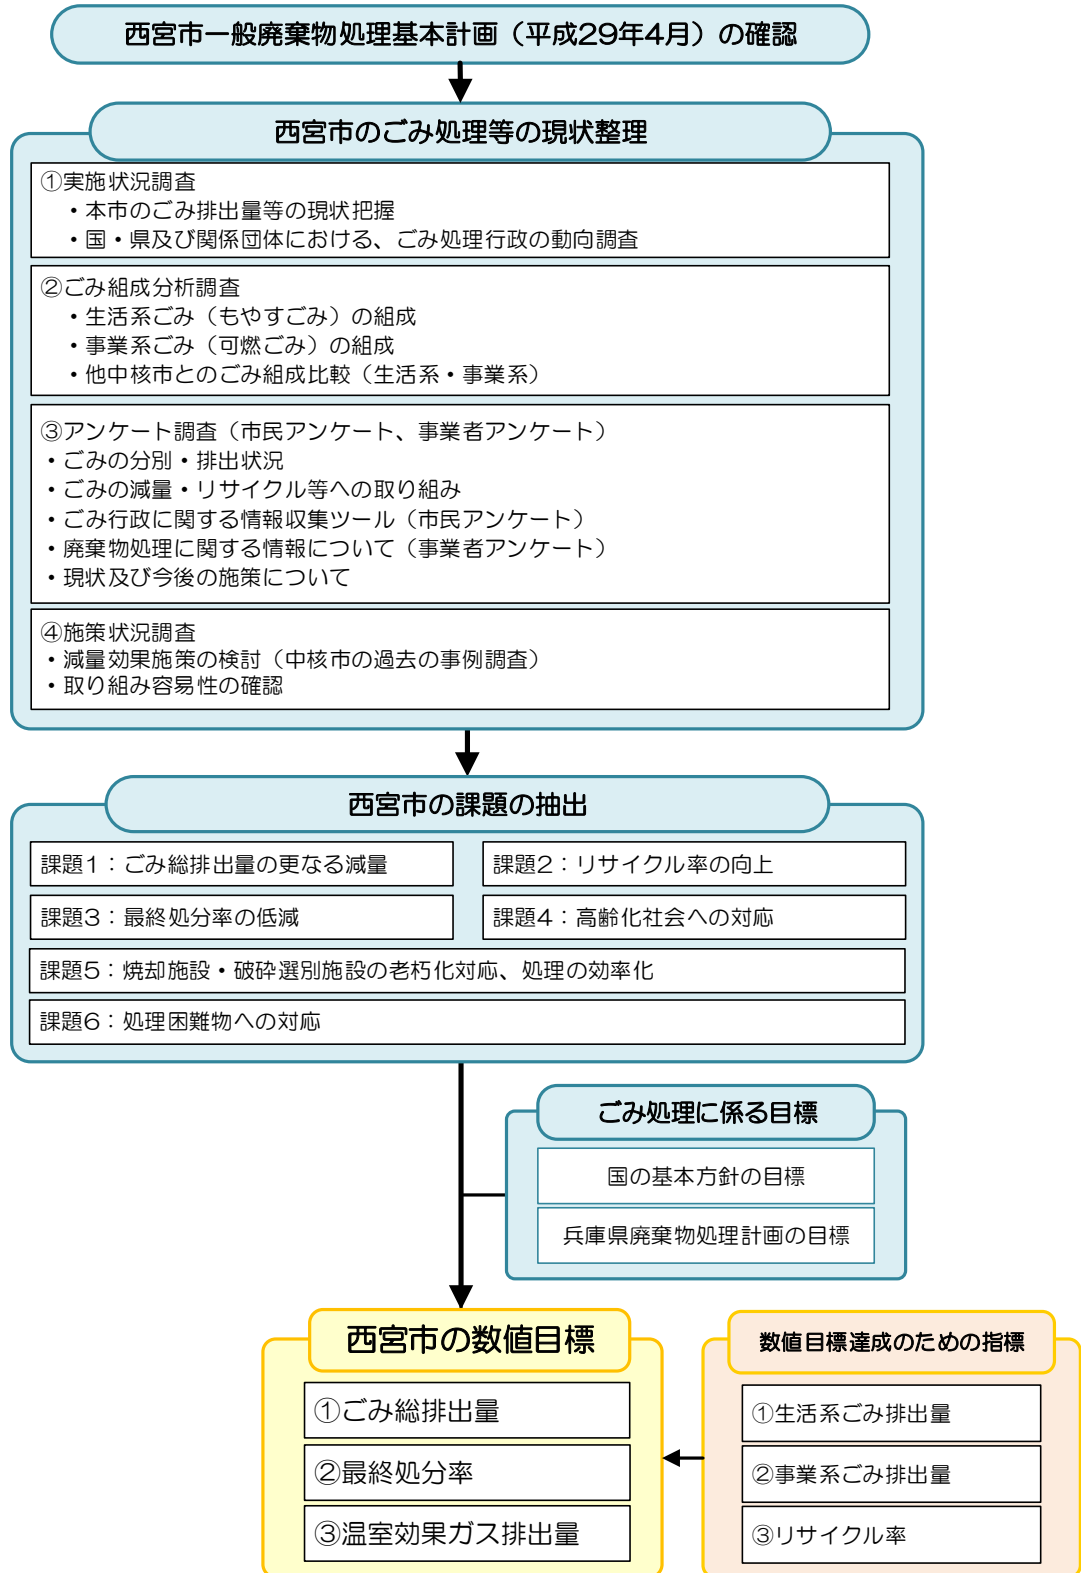 西宮市一般廃棄物処理基本計画（平成29年4月）の確認
西宮市のごみ処理等の現状整理
①実施状況調査
・本市のごみ排出量等の現状把握
・国・県及び関係団体における、ごみ処理行政の動向調査
②ごみ組成分析調査
・生活系ごみ（もやすごみ）の組成
・事業系ごみ（可燃ごみ）の組成
・他中核市とのごみ組成比較（生活系・事業系）
③アンケート調査（市民アンケート、事業者アンケート）
・ごみの分別・排出状況
・ごみの減量・リサイクル等への取り組み
・ごみ行政に関する情報収集ツール（市民アンケート）
・廃棄物処理に関する情報について（事業者アンケート）
・現状及び今後の施策について
④施策状況調査
・減量効果施策の検討（中核市の過去の事例調査）
・取り組み容易性の確認
西宮市の課題の抽出
課題1：ごみ総排出量の更なる減量
課題2：リサイクル率の向上
課題3：最終処分率の低減
課題4：高齢化社会への対応
課題5：焼却施設・破砕選別施設の老朽化対応、処理の効率化
課題6：処理困難物への対応
ごみ処理に係る目標
国の基本方針の目標
兵庫県廃棄物処理計画の目標
西宮市の数値目標
①ごみ総排出量
②最終処分率
③温室効果ガス排出量
数値目標達成のための指標
①生活系ごみ排出量
②事業系ごみ排出量
③リサイクル率